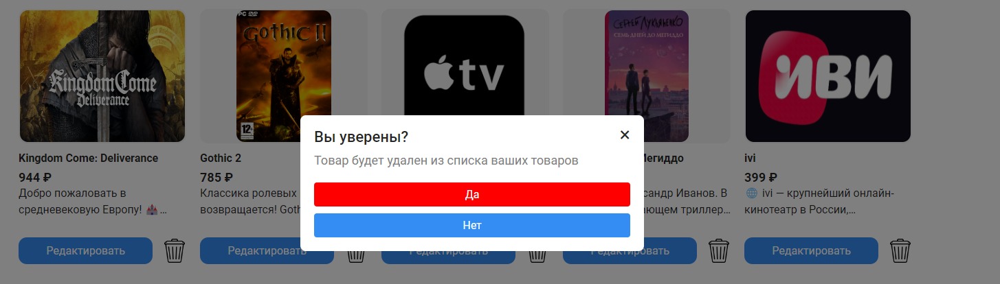 Kingdom Come
Deliverance
PC DVD
Gothic II
12+
tv
Сергей Лукьяненко
Семь дней до Мегиддо
иви
Вы уверены?
×
Товар будет удален из списка ваших товаров
Да
Нет
Kingdom Come: Deliverance
944 ₽
Добро пожаловать в
средневековую Европу! 🏰 ...
Редактировать
Gothic 2
785 ₽
Классика ролевых
возвращается! Goth
Редактировать
Редактировать
Мегиддо
сандр Иванов. В
ающем триллер...
Редактировать
ivi
399 ₽
🌐 ivi — крупнейший онлайн-
кинотеатр в России,...
Редактировать